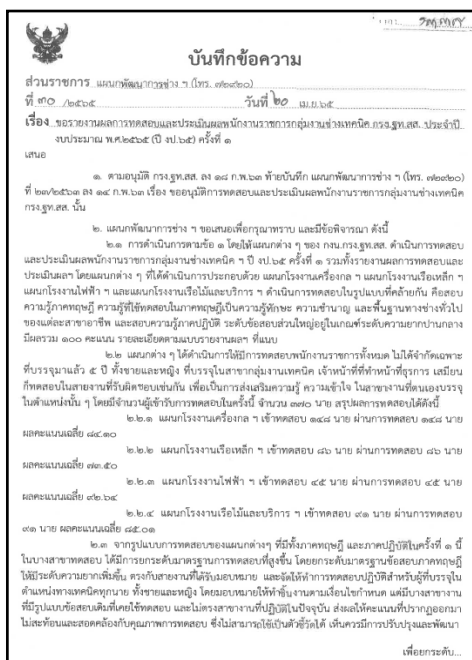 บันทึกข้อความ
ส่วนราชการ แผนกพัฒนาการช่าง ฯ (โทร. ๗๒๙๒๐)
ที่ ๓๐ /๒๕๖๕ วันที่ ๒๐ เม.ย.๖๕
เรื่อง ขอรายงานผลการทดสอบและประเมินผลพนักงานราชการกลุ่มงานช่างเทคนิค กรง.ฐท.สส. ประจำปี
งบประมาณ พ.ศ.๒๕๖๕ (ปี งป.๖๕) ครั้งที่ ๑
เสนอ
๑. ตามอนุมัติ กรง.ฐท.สส. ลง ๑๘ ก.พ.๖๓ ท้ายบันทึก แผนกพัฒนาการช่าง ฯ (โทร. ๗๒๙๒๐)
ที่ ๒๓/๒๕๖๓ ลง ๑๔ ก.พ.๖๓ เรื่อง ขออนุมัติการทดสอบและประเมินผลพนักงานราชการกลุ่มงานช่างเทคนิค
กรง.ฐท.สส. นั้น
๒. แผนกพัฒนาการช่าง ฯ ขอเสนอเพื่อกรุณาทราบ และมีข้อพิจารณา ดังนี้
๒.๑ การดำเนินการตามข้อ ๑ โดยให้แผนกต่าง ๆ ของ กงน.กรง.ฐท.สส. ดำเนินการทดสอบ
และประเมินผลพนักงานราชการกลุ่มงานช่างเทคนิค ฯ ปี งป.๖๕ ครั้งที่ ๑ รวมทั้งรายงานผลการทดสอบและ
ประเมินผลฯ โดยแผนกต่าง ๆ ที่ได้ดำเนินการประกอบด้วย แผนกโรงงานเครื่องกล ฯ แผนกโรงงานเรือเหล็ก ฯ
แผนกโรงงานไฟฟ้า ฯ และแผนกโรงงานเรือไม้และบริการ ฯ ดำเนินการทดสอบในรูปแบบที่คล้ายกัน คือสอบ
ความรู้ภาคทฤษฎี ความรู้ที่ใช้ทดสอบในภาคทฤษฎีเป็นความรู้ทักษะ ความชำนาญ และพื้นฐานทางช่างทั่วไป
ของแต่ละสาขาอาชีพ และสอบความรู้ภาคปฏิบัติ ระดับข้อสอบส่วนใหญ่อยู่ในเกณฑ์ระดับความยากปานกลาง
มีผลรวม ๑๐๐ คะแนน รายละเอียดตามแบบรายงานผลฯ ที่แนบ
๒.๒ แผนกต่าง ๆ ได้ดำเนินการให้มีการทดสอบพนักงานราชการทั้งหมด ไม่ได้จำกัดเฉพาะ
ที่บรรจุมาแล้ว ๕ ปี ทั้งชายและหญิง ที่บรรจุในสาขากลุ่มงานเทคนิค เจ้าหน้าที่ที่ทำหน้าที่ธุรการ เสมียน
ก็ทดสอบในสายงานที่รับผิดชอบเช่นกัน เพื่อเป็นการส่งเสริมความรู้ ความเข้าใจ ในสาขางานที่ตนเองบรรจุ
ในตำแหน่งนั้น ๆ โดยมีจำนวนผู้เข้ารับการทดสอบในครั้งนี้ จำนวน ๓๗๐ นาย สรุปผลการทดสอบได้ดังนี้
๒.๒.๑ แผนกโรงงานเครื่องกล ฯ เข้าทดสอบ ๑๔๘ นาย ผ่านการทดสอบ ๑๔๘ นาย
ผลคะแนนเฉลี่ย ๘๔.๑๐
๒.๒.๒ แผนกโรงงานเรือเหล็ก ฯ เข้าทดสอบ ๘๖ นาย ผ่านการทดสอบ ๘๖ นาย
ผลคะแนนเฉลี่ย ๗๓.๕๐
๒.๒.๓ แผนกโรงงานไฟฟ้า ฯ เข้าทดสอบ ๔๕ นาย ผ่านการทดสอบ ๔๕ นาย
ผลคะแนนเฉลี่ย ๙๒.๖๔
๒.๒.๔ แผนกโรงงานเรือไม้และบริการ ฯ เข้าทดสอบ ๙๑ นาย ผ่านการทดสอบ
๙๑ นาย ผลคะแนนเฉลี่ย ๘๕.๐๑
๒.๓ จากรูปแบบการทดสอบของแผนกต่างๆ ที่มีทั้งภาคทฤษฎี และภาคปฏิบัติในครั้งที่ ๑ นี้
ในบางสาขาทดสอบ ได้มีการยกระดับมาตรฐานการทดสอบที่สูงขึ้น โดยยกระดับมาตรฐานข้อสอบภาคทฤษฎี
ให้มีระดับความยากเพิ่มขึ้น ตรงกับสายงานที่ได้รับมอบหมาย และจัดให้ทำการทดสอบปฏิบัติสำหรับผู้ที่บรรจุใน
ตำแหน่งทางเทคนิคทุกนาย ทั้งชายและหญิง โดยมอบหมายให้ทำชิ้นงานตามเงื่อนไขกำหนด แต่มีบางสาขางาน
ที่มีรูปแบบข้อสอบเดิมที่เคยใช้ทดสอบ และไม่ตรงสาขางานที่ปฏิบัติในปัจจุบัน ส่งผลให้คะแนนที่ปรากฏออกมา
ไม่สะท้อนและสอดคล้องกับคุณภาพการทดสอบ ซึ่งไม่สามารถใช้เป็นตัวชี้วัดได้ เห็นควรมีการปรับปรุงและพัฒนา
เพื่อยกระดับ...